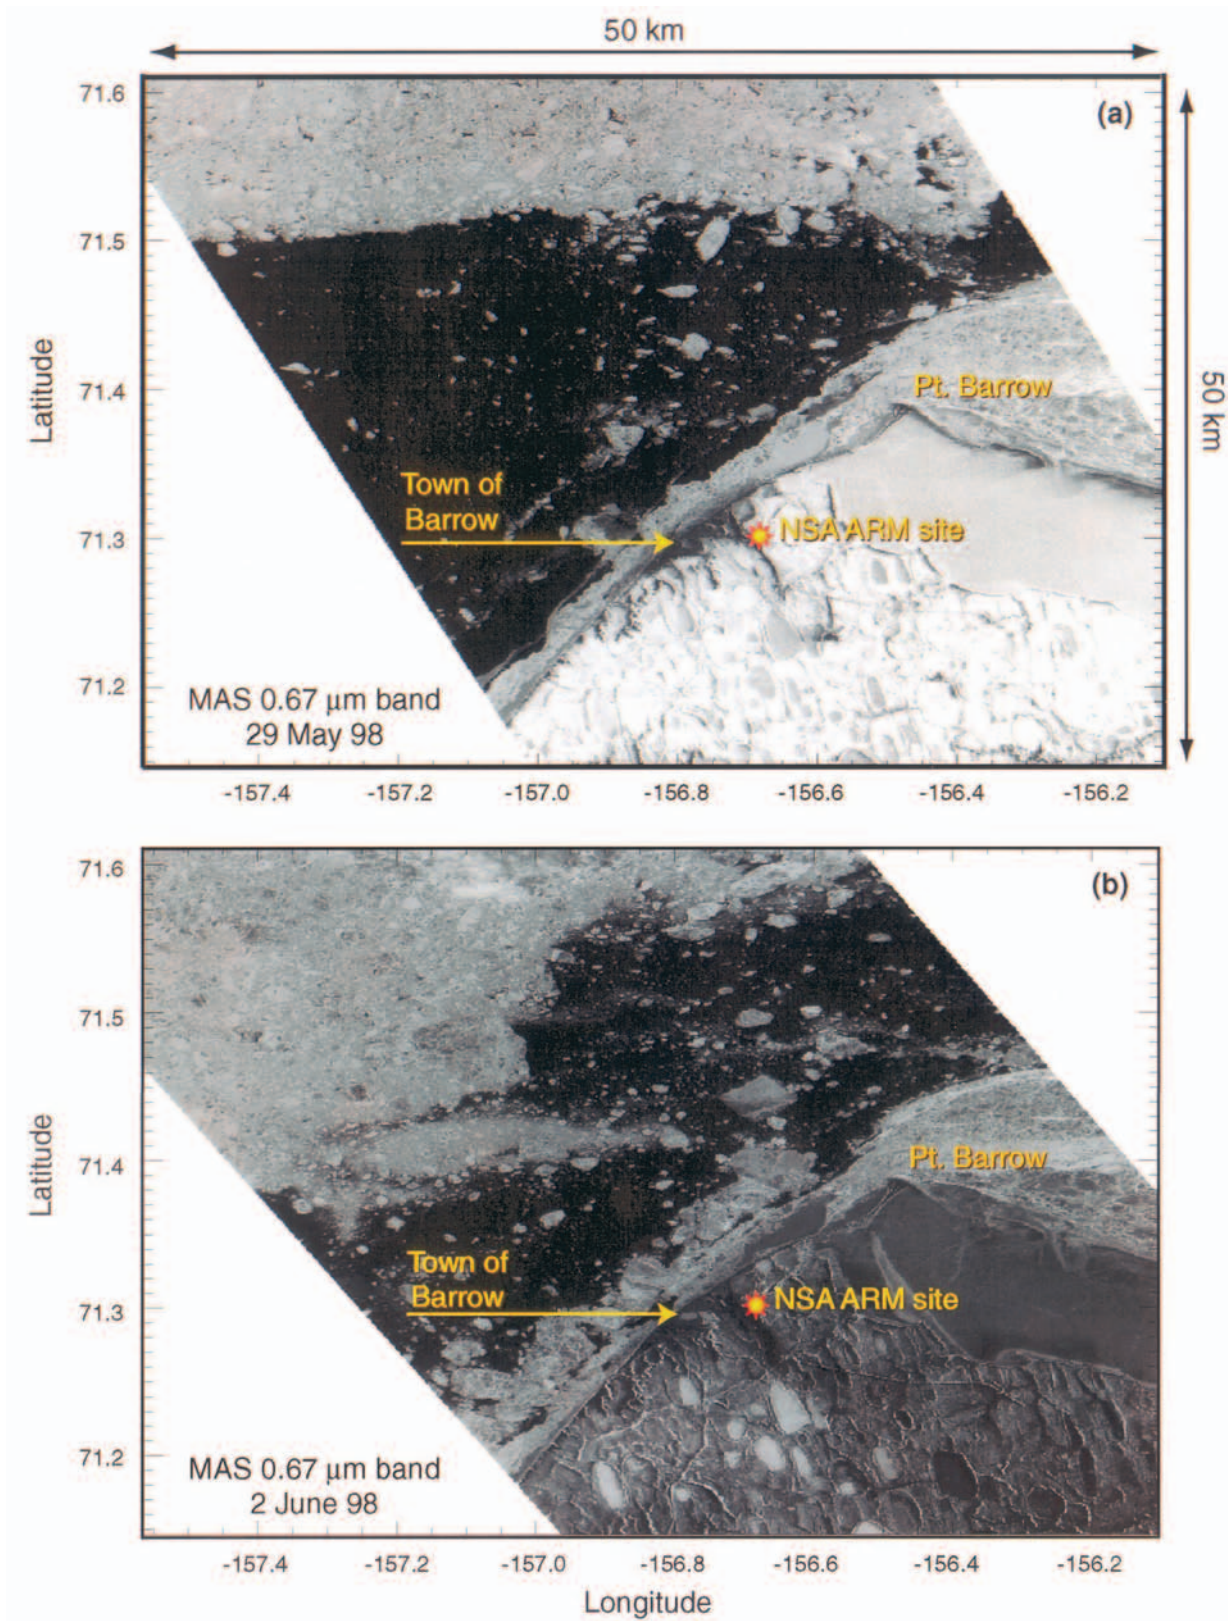 50 km
(a)
71.6
71.5
71.4
71.3
71.2
Latitude
50 km
Pt. Barrow
Town of
Barrow
NSA ARM site
MAS 0.67 μm band
29 May 98
-157.4
-157.2
-157.0
-156.8
-156.6
-156.4
-156.2
(b)
71.6
71.5
71.4
71.3
71.2
Latitude
Pt. Barrow
Town of
Barrow
NSA ARM site
MAS 0.67 μm band
2 June 98
-157.4
-157.2
-157.0
-156.8
-156.6
-156.4
-156.2
Longitude